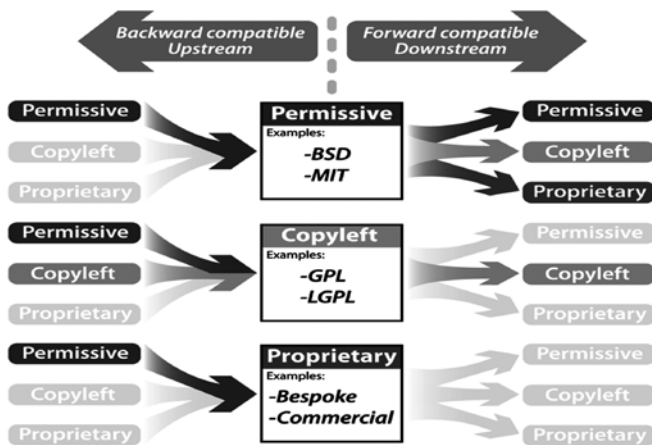 Backward compatible
Upstream
Forward compatible
Downstream
Permissive
Copyleft
Proprietary
Permissive
Examples:
-BSD
-MIT
Permissive
Copyleft
Proprietary
Permissive
Copyleft
Proprietary
Copyleft
Examples:
-GPL
-LGPL
Permissive
Copyleft
Proprietary
Permissive
Copyleft
Proprietary
Proprietary
Examples:
-Bespoke
-Commercial
Permissive
Copyleft
Proprietary